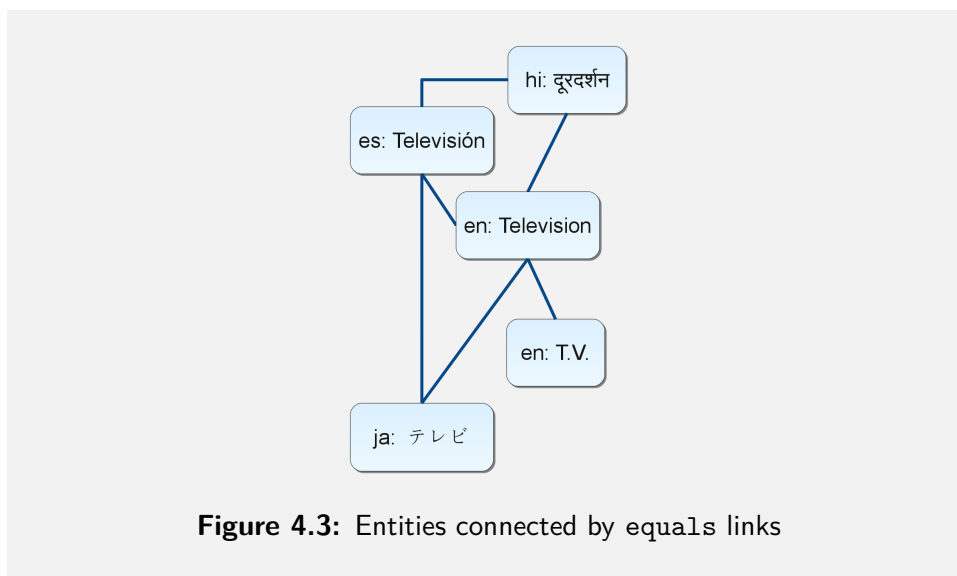 hi: दूरदर्शन
es: Televisión
en: Television
en: T.V.
ja: テレビ
Figure 4.3: Entities connected by equals links